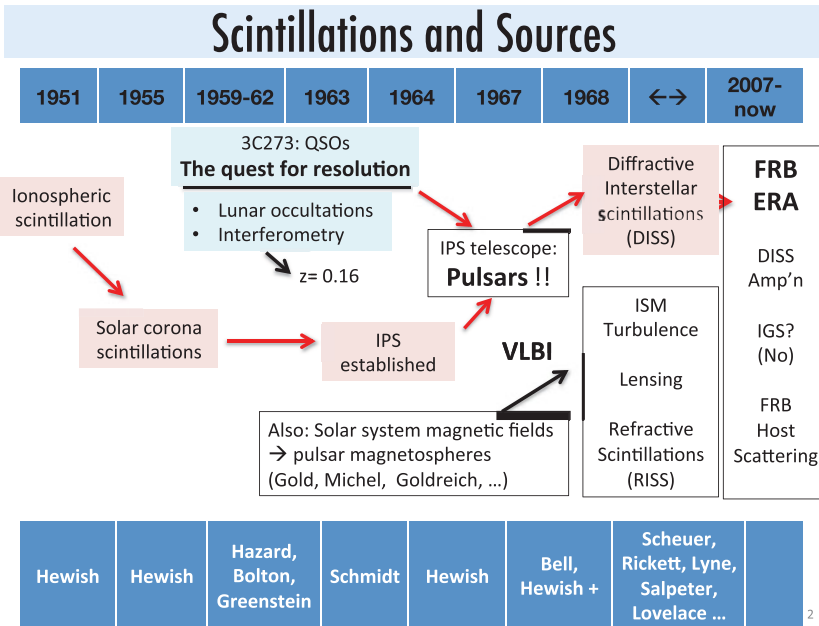 Scintillations and Sources
1951
1955
1959-62
1963
1964
1967
1968
←→
2007-
now
3C273: QSOs
The quest for resolution
• Lunar occultations
• Interferometry
z= 0.16
Ionospheric
scintillation
Solar corona
scintillations
IPS
established
IPS telescope:
Pulsars !!
VLBI
Also: Solar system magnetic fields
→ pulsar magnetospheres
(Gold, Michel, Goldreich, …)
Diffractive
Interstellar
scintillations
(DISS)
ISM
Turbulence
Lensing
Refractive
Scintillations
(RISS)
FRB
ERA
DISS
Amp'n
IGS?
(No)
FRB
Host
Scattering
Hewish
Hewish
Hazard,
Bolton,
Greenstein
Schmidt
Hewish
Bell,
Hewish +
Scheuer,
Rickett, Lyne,
Salpeter,
Lovelace …
2